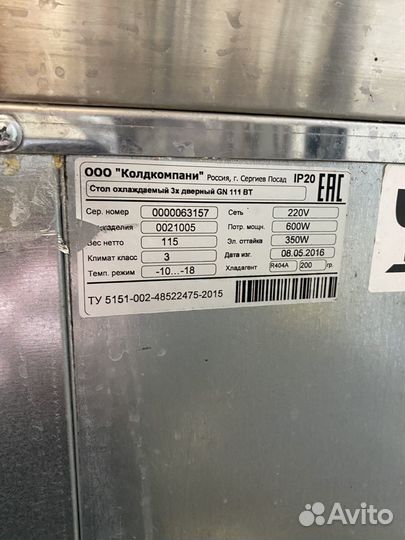 ООО "Колдкомпани" Россия, г. Сергиев Посад IP20 EAC
Стол охлаждаемый 3х дверный GN 111 BT
Сер. номер 0000063157 Сеть 220V
изделия 0021005 Потр. мощн. 600W
Вес нетто 115 Эл. оттайка 350W
Климат класс 3 Дата изг. 08.05.2016
Темп. режим -10...-18 Хладагент R404A 200 гр.
ТУ 5151-002-48522475-2015
Avito